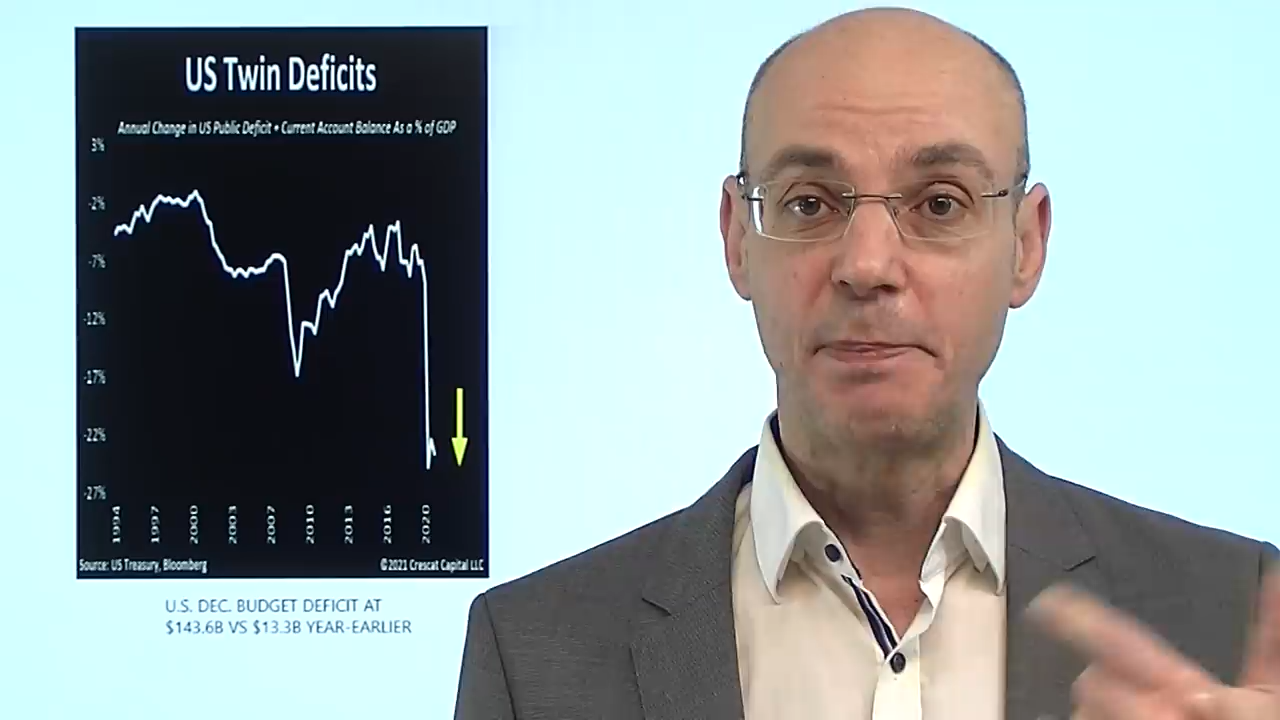 US Twin Deficits
Annual Change in US Public Deficit + Current Account Balance As a % of GDP
3%
-2%
-7%
-12%
-17%
-22%
-27%
1994
1997
2000
2003
2007
2010
2013
2016
2020
Source: US Treasury, Bloomberg
©2021 Crescat Capital LLC
U.S. DEC. BUDGET DEFICIT AT
$143.6B VS $13.3B YEAR-EARLIER